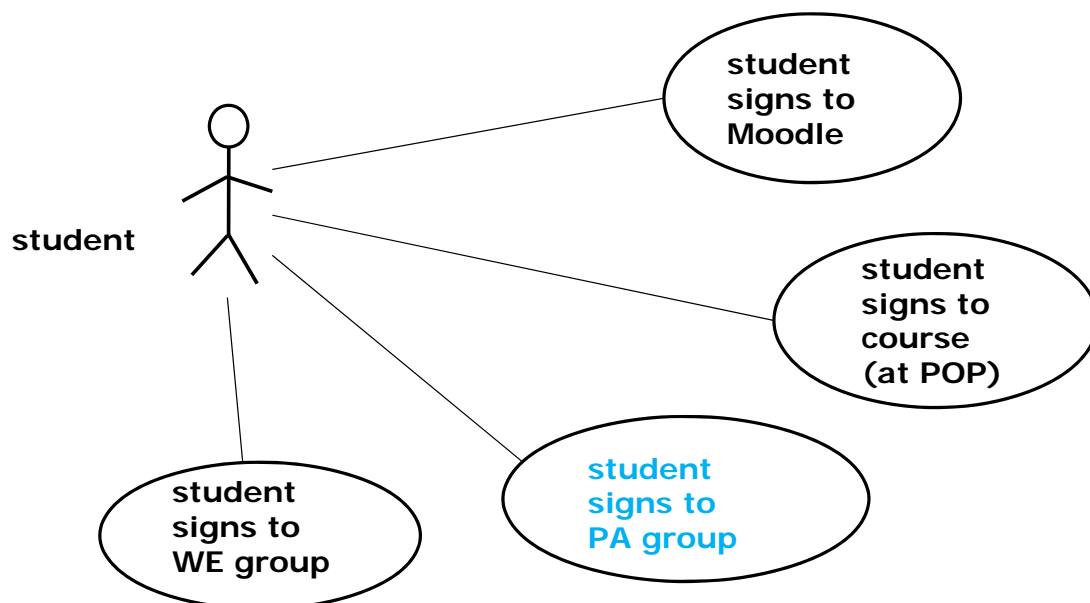 student
signs to
Moodle
student
student
signs to
course
(at POP)
student
signs to
PA group
student
signs to
WE group